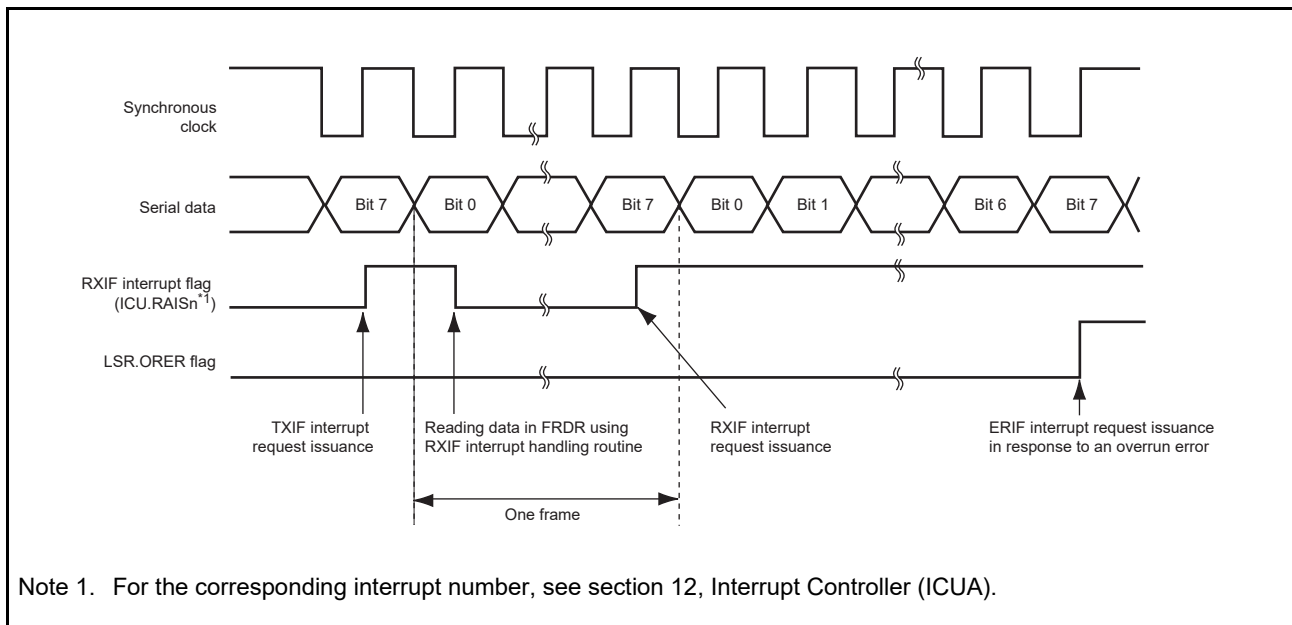 Synchronous
clock
Serial data
Bit 7
Bit 0
Bit 7
Bit 0
Bit 1
Bit 6
Bit 7
RXIF interrupt flag
(ICU.RAISn*1)
LSR.ORER flag
TXIF interrupt
request issuance
Reading data in FRDR using
RXIF interrupt handling routine
RXIF interrupt
request issuance
ERIF interrupt request issuance
in response to an overrun error
One frame
Note 1. For the corresponding interrupt number, see section 12, Interrupt Controller (ICUA).